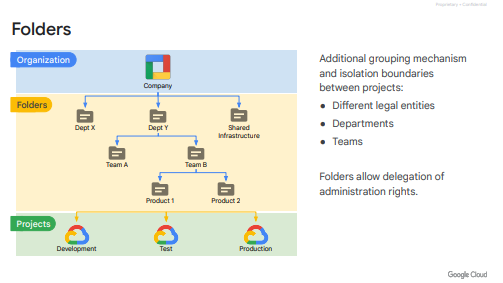 Proprietary + Confidential
Folders
Organization
Company
Folders
Dept X
Dept Y
Shared
Infrastructure
Team A
Team B
Product 1
Product 2
Projects
Development
Test
Production
Additional grouping mechanism
and isolation boundaries
between projects:
● Different legal entities
● Departments
● Teams
Folders allow delegation of
administration rights.
Google Cloud